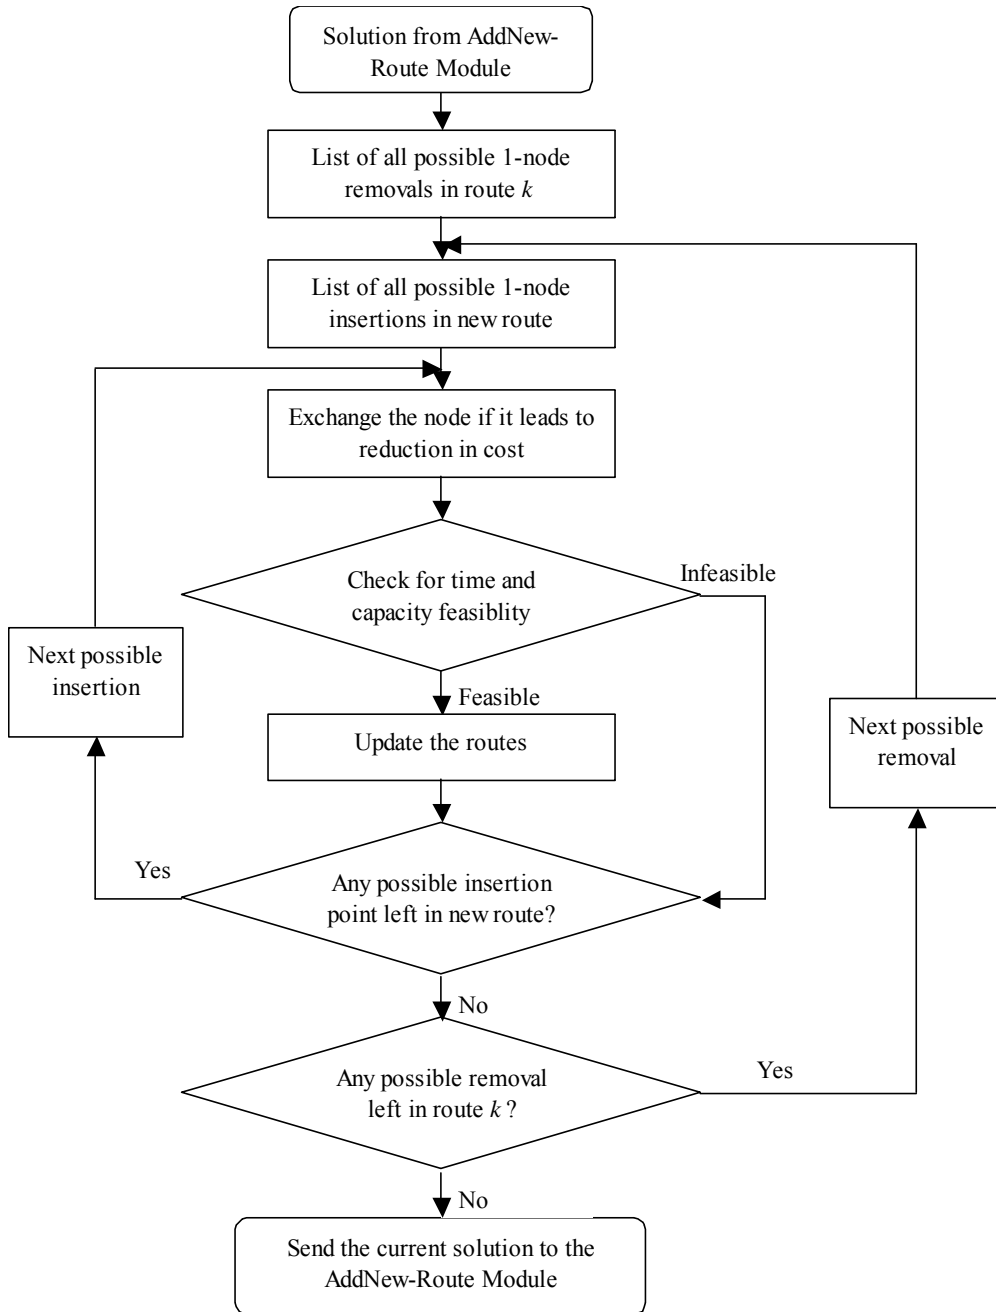 Solution from AddNew-
Route Module
List of all possible 1-node
removals in route k
List of all possible 1-node
insertions in new route
Exchange the node if it leads to
reduction in cost
Check for time and
capacity feasiblity
Infeasible
Next possible
insertion
Feasible
Update the routes
Next possible
removal
Yes
Any possible insertion
point left in new route?
No
Any possible removal
left in route k ?
Yes
No
Send the current solution to the
AddNew-Route Module